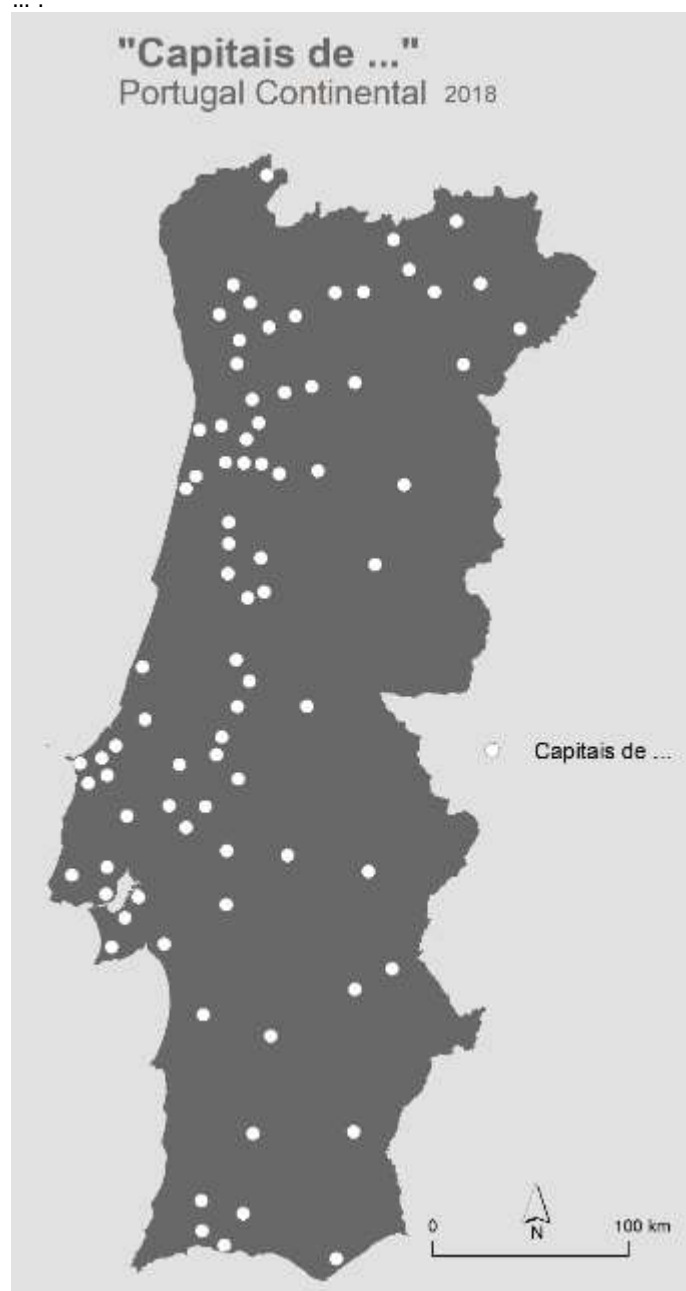 ... .
"Capitais de ..."
Portugal Continental 2018
Capitais de ...
0 100 km
N